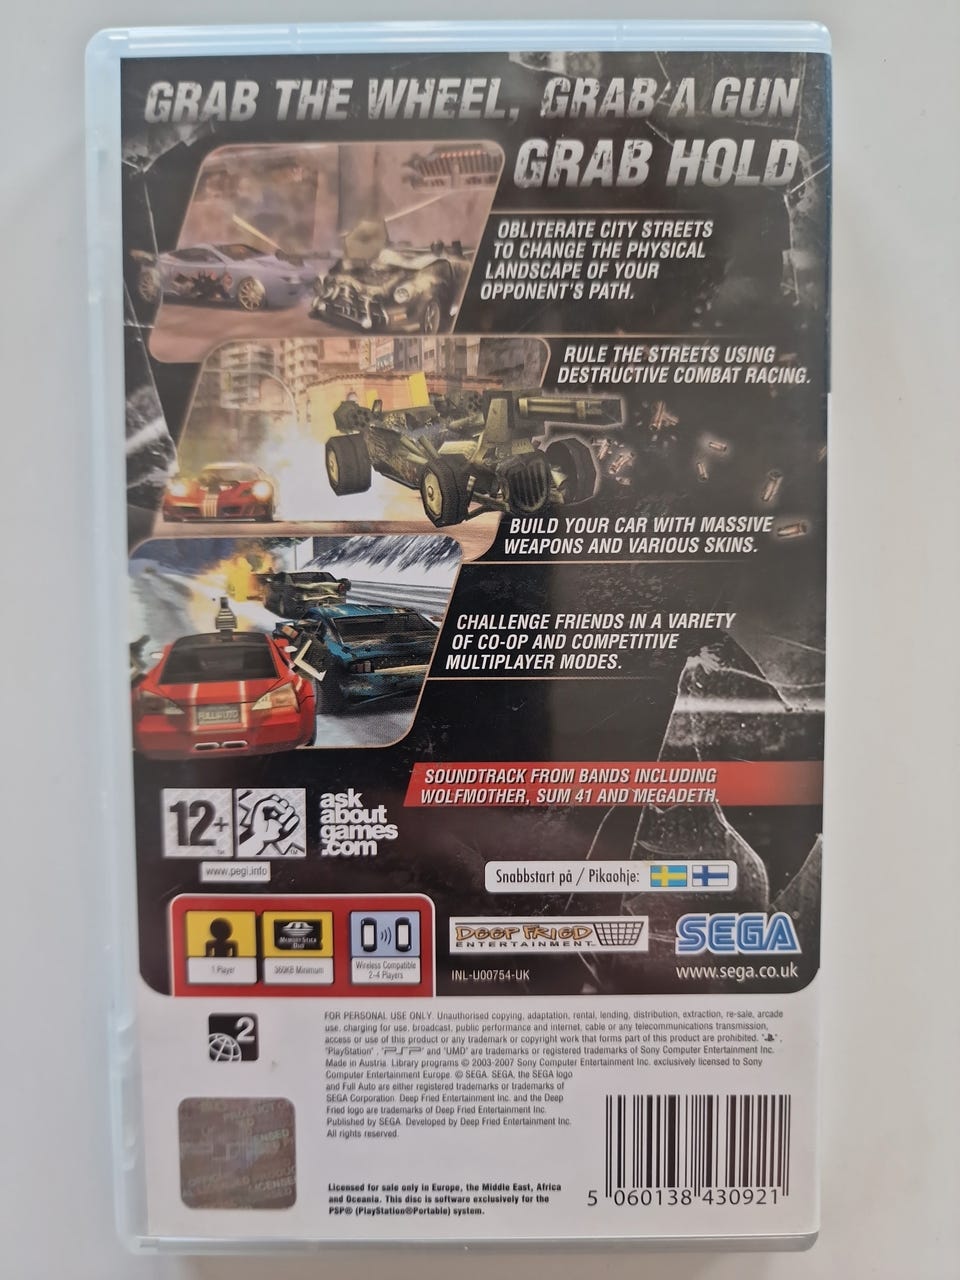 GRAB THE WHEEL, GRAB A GUN
GRAB HOLD
OBLITERATE CITY STREETS
TO CHANGE THE PHYSICAL
LANDSCAPE OF YOUR
OPPONENT'S PATH.
RULE THE STREETS USING
DESTRUCTIVE COMBAT RACING.
BUILD YOUR CAR WITH MASSIVE
WEAPONS AND VARIOUS SKINS.
CHALLENGE FRIENDS IN A VARIETY
OF CO-OP AND COMPETITIVE
MULTIPLAYER MODES.
SOUNDTRACK FROM BANDS INCLUDING
WOLFMOTHER, SUM 41 AND MEGADETH.
12+
ask
about
games
.com
www.pegi.info
Snabbstart på / Pikaohje:
1 Player
MEMORY STICK
DUO
360KB Minimum
Wireless Compatible
2-4 Players
DEEP FRIED
ENTERTAINMENT
INL-U00754-UK
SEGA
www.sega.co.uk
2
FOR PERSONAL USE ONLY. Unauthorised copying, adaptation, rental, lending, distribution, extraction, re-sale, arcade
use, charging for use, broadcast, public performance and internet, cable or any telecommunications transmission,
access or use of this product or any trademark or copyright work that forms part of this product are prohibited. " ",
"PlayStation", "PSP" and "UMD" are trademarks or registered trademarks of Sony Computer Entertainment Inc.
Made in Austria. Library programs © 2003-2007 Sony Computer Entertainment Inc. exclusively licensed to Sony
Computer Entertainment Europe. © SEGA. SEGA, the SEGA logo
and Full Auto are either registered trademarks or trademarks of
SEGA Corporation. Deep Fried Entertainment Inc. and the Deep
Fried logo are trademarks of Deep Fried Entertainment Inc.
Published by SEGA. Developed by Deep Fried Entertainment Inc.
All rights reserved.
Licensed for sale only in Europe, the Middle East, Africa
and Oceania. This disc is software exclusively for the
PSP® (PlayStation®Portable) system.
5 060138 430921